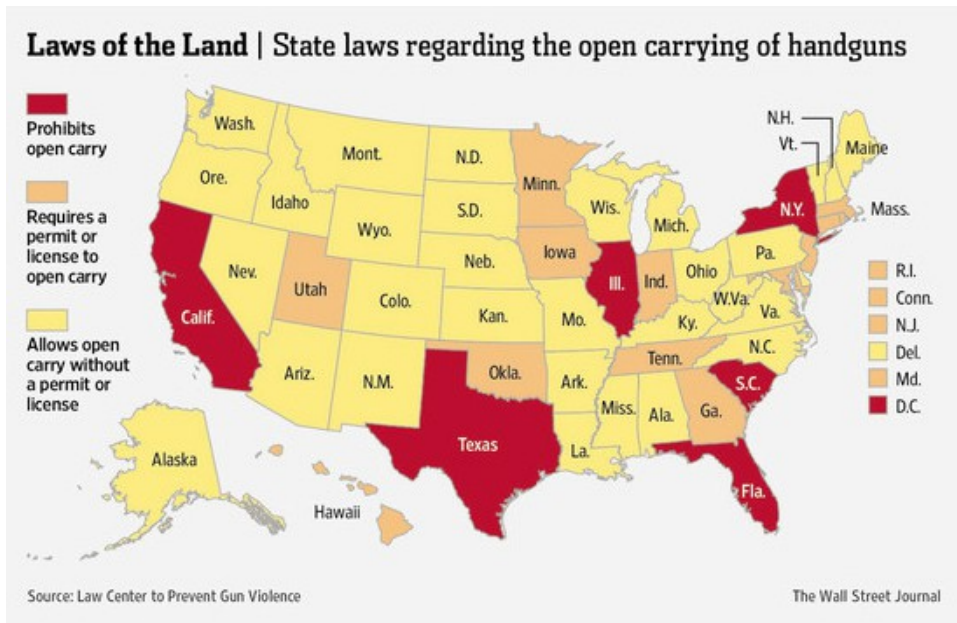 Laws of the Land | State laws regarding the open carrying of handguns
Prohibits
open carry
Requires a
permit or
license to
open carry
Allows open
carry without
a permit or
license
Wash.
Ore.
Calif.
Nev.
Idaho
Mont.
Wyo.
Utah
Ariz.
Colo.
N.M.
N.D.
S.D.
Neb.
Kan.
Okla.
Texas
Minn.
Iowa
Mo.
Ark.
La.
Wis.
Ill.
Mich.
Ind.
Ohio
Ky.
Tenn.
Miss.
Ala.
Ga.
Fla.
S.C.
N.C.
Va.
W.Va.
Pa.
N.Y.
Vt.
N.H.
Maine
Mass.
R.I.
Conn.
N.J.
Del.
Md.
D.C.
Alaska
Hawaii
Source: Law Center to Prevent Gun Violence
The Wall Street Journal